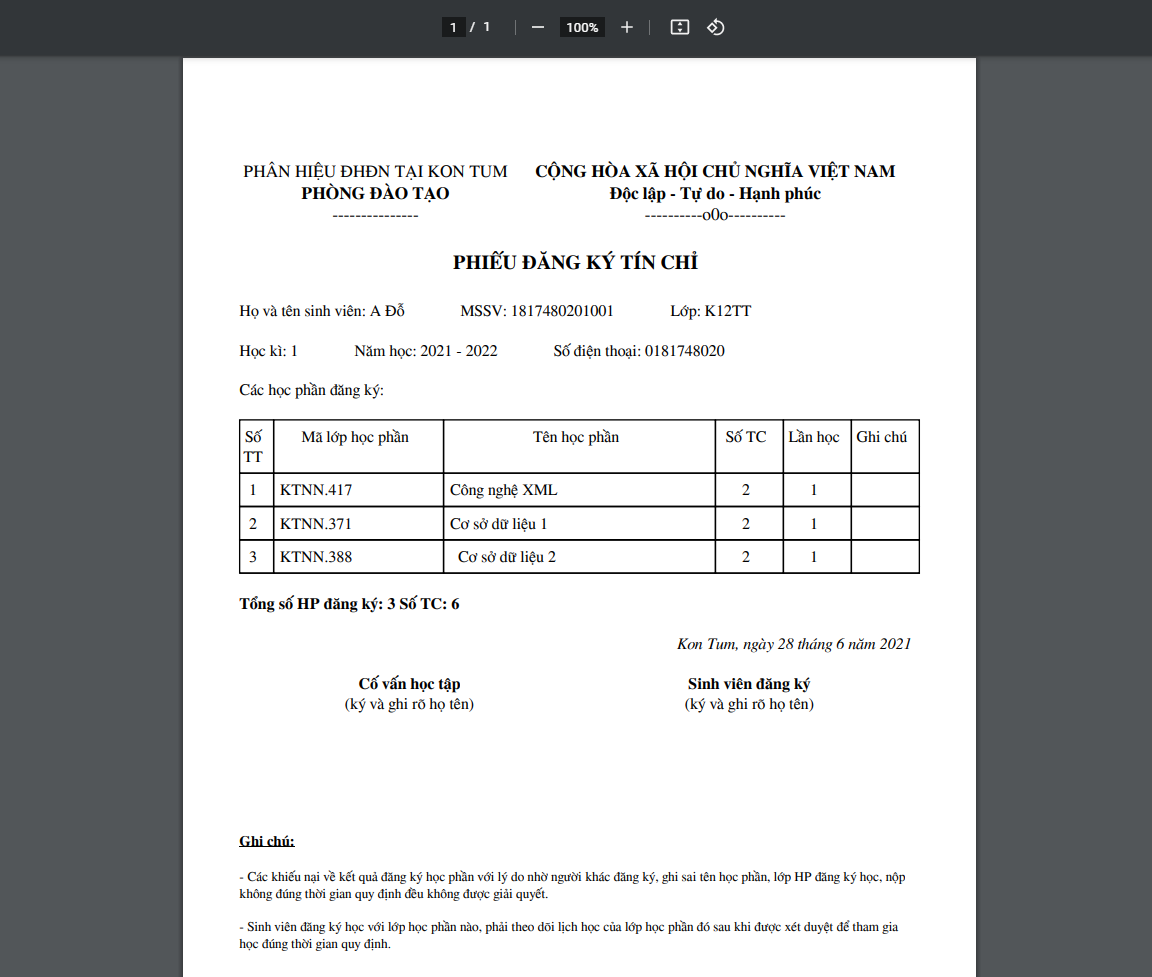 1 / 1 100%
PHÂN HIỆU ĐHĐN TẠI KON TUM CỘNG HÒA XÃ HỘI CHỦ NGHĨA VIỆT NAM
PHÒNG ĐÀO TẠO Độc lập - Tự do - Hạnh phúc
--------------- ----------o0o----------
PHIẾU ĐĂNG KÝ TÍN CHỈ
Họ và tên sinh viên: A Đỗ MSSV: 1817480201001 Lớp: K12TT
Học kì: 1 Năm học: 2021 - 2022 Số điện thoại: 0181748020
Các học phần đăng ký:
Số TT Mã lớp học phần Tên học phần Số TC Lần học Ghi chú
1 KTNN.417 Công nghệ XML 2 1
2 KTNN.371 Cơ sở dữ liệu 1 2 1
3 KTNN.388 Cơ sở dữ liệu 2 2 1
Tổng số HP đăng ký: 3 Số TC: 6
Kon Tum, ngày 28 tháng 6 năm 2021
Cố vấn học tập Sinh viên đăng ký
(ký và ghi rõ họ tên) (ký và ghi rõ họ tên)
Ghi chú:
- Các khiếu nại về kết quả đăng ký học phần với lý do nhờ người khác đăng ký, ghi sai tên học phần, lớp HP đăng ký học, nộp
không đúng thời gian quy định đều không được giải quyết.
- Sinh viên đăng ký học với lớp học phần nào, phải theo dõi lịch học của lớp học phần đó sau khi được xét duyệt để tham gia
học đúng thời gian quy định.